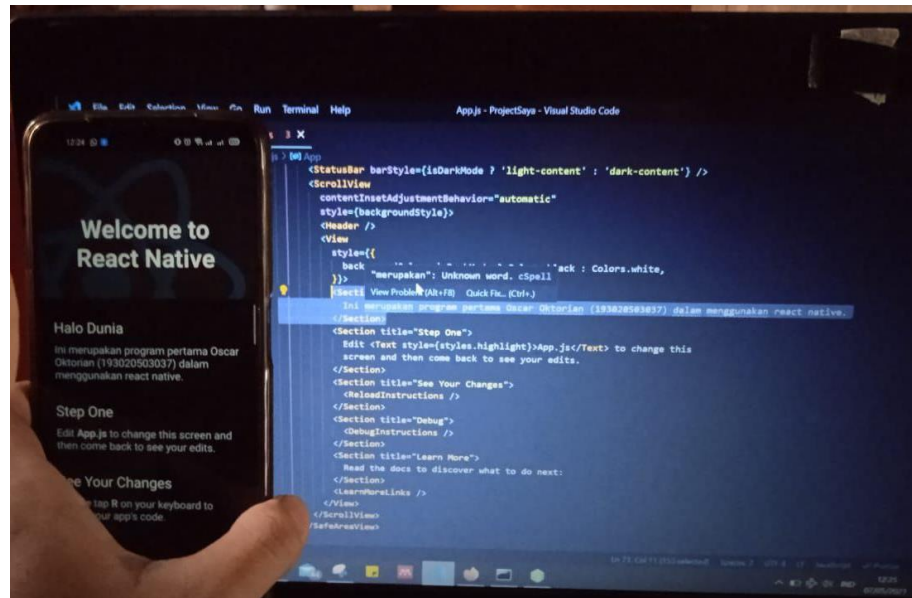 File Edit Selection View Go Run Terminal Help
App.js - ProjectSaya - Visual Studio Code
3 X
App
<StatusBar barStyle={isDarkMode ? 'light-content' : 'dark-content'} />
<ScrollView
contentInsetAdjustmentBehavior="automatic"
style={backgroundStyle}>
<Header />
<View
style={{
back
ack : Colors.white,
"merupakan": Unknown word. cSpell
}}>
View Problem (Alt+F8) Quick Fix... (Ctrl+.)
<Secti
Ini merupakan program pertama Oscar Oktorian (193020503037) dalam menggunakan react native.
</Section>
<Section title="Step One">
Edit <Text style={styles.highlight}>App.js</Text> to change this
screen and then come back to see your edits.
</Section>
<Section title="See Your Changes">
<ReloadInstructions />
</Section>
<Section title="Debug">
<DebugInstructions />
</Section>
<Section title="Learn More">
Read the docs to discover what to do next:
</Section>
<LearnMoreLinks />
</View>
</ScrollView>
</SafeAreaView>
12:25
12:24
Welcome to
React Native
Halo Dunia
Ini merupakan program pertama Oscar
Oktorian (193020503037) dalam
menggunakan react native.
Step One
Edit App.js to change this screen and
then come back to see your edits.
See Your Changes
tap R on your keyboard to
your app's code.